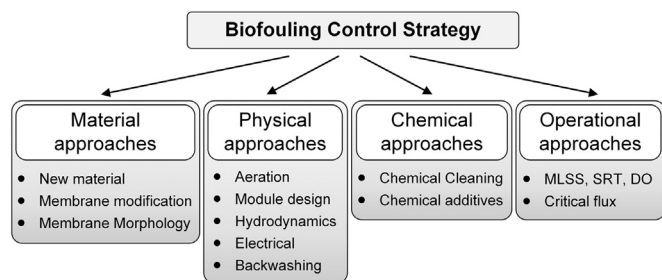 Biofouling Control Strategy
Material
approaches
• New material
• Membrane modification
• Membrane Morphology
Physical
approaches
• Aeration
• Module design
• Hydrodynamics
• Electrical
• Backwashing
Chemical
approaches
• Chemical Cleaning
• Chemical additives
Operational
approaches
• MLSS, SRT, DO
• Critical flux